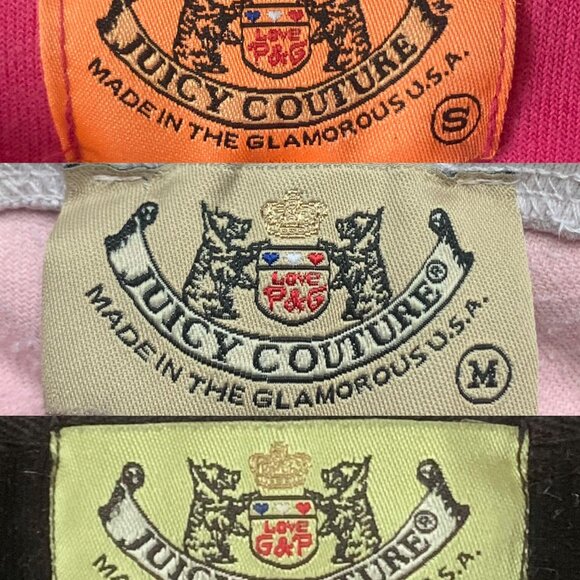 LOVE
P&G
JUICY COUTURE
MADE IN THE GLAMOROUS U.S.A.
S
LOVE
P&G
JUICY COUTURE®
MADE IN THE GLAMOROUS U.S.A.
M
LOVE
G&P
JUICY COUTURE®
U.S.A.